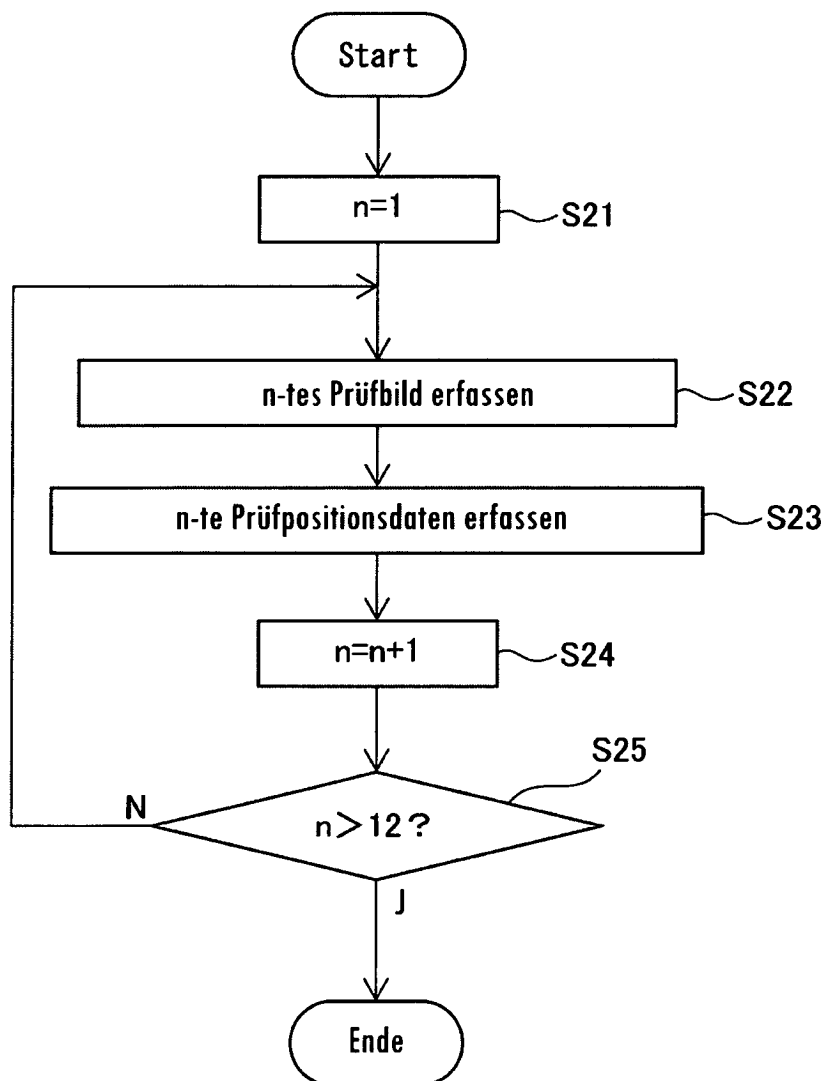 Start
n=1
S21
n-tes Prüfbild erfassen
S22
n-te Prüfpositionsdaten erfassen
S23
n=n+1
S24
S25
N
n＞12？
J
Ende